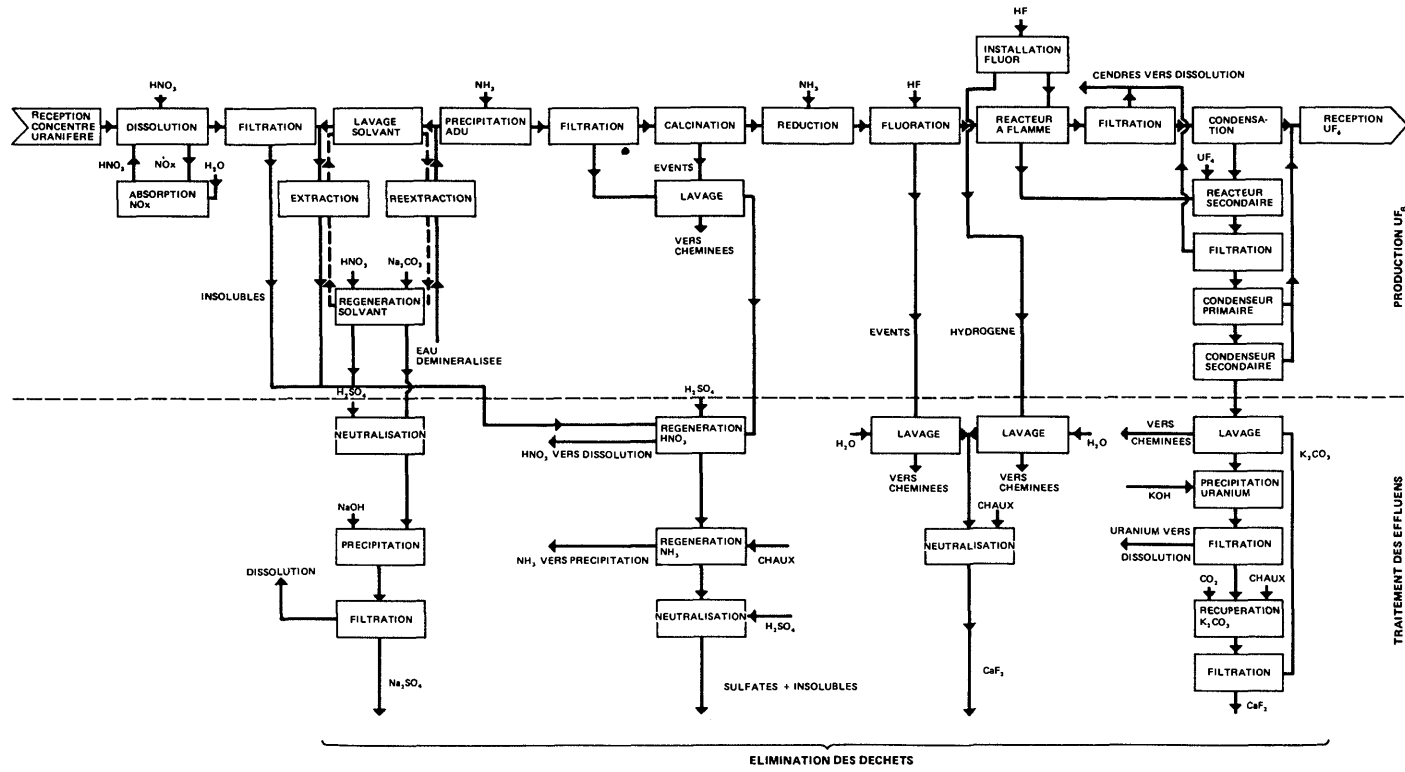 HF
INSTALLATION
FLUOR
CENDRES VERS DISSOLUTION
HNO₃
NH₃
NH₃
HF
RECEPTION
CONCENTRE
URANIFERE
DISSOLUTION
FILTRATION
LAVAGE
SOLVANT
PRECIPITATION
ADU
FILTRATION
CALCINATION
REDUCTION
FLUORATION
REACTEUR
A FLAMME
FILTRATION
CONDENSA-
TION
RECEPTION
UF₆
HNO₃
NOx
H₂O
EVENTS
UF₄
ABSORPTION
NOx
EXTRACTION
REEXTRACTION
LAVAGE
REACTEUR
SECONDAIRE
VERS
CHEMINEES
FILTRATION
HNO₃
Na₂CO₃
INSOLUBLES
REGENERATION
SOLVANT
CONDENSEUR
PRIMAIRE
EVENTS
HYDROGENE
EAU
DEMINERALISEE
CONDENSEUR
SECONDAIRE
PRODUCTION UF₆
H₂SO₄
H₂SO₄
NEUTRALISATION
REGENERATION
HNO₃
HNO₃ VERS DISSOLUTION
H₂O
LAVAGE
LAVAGE
H₂O
VERS
CHEMINEES
LAVAGE
K₂CO₃
VERS
CHEMINEES
VERS
CHEMINEES
KOH
PRECIPITATION
URANIUM
NaOH
CHAUX
PRECIPITATION
REGENERATION
NH₃
NH₃ VERS PRECIPITATION
CHAUX
NEUTRALISATION
URANIUM VERS
DISSOLUTION
FILTRATION
DISSOLUTION
CO₂
CHAUX
FILTRATION
NEUTRALISATION
H₂SO₄
RECUPERATION
K₂CO₃
FILTRATION
Na₂SO₄
SULFATES + INSOLUBLES
CaF₂
CaF₂
TRAITEMENT DES EFFLUENS
ELIMINATION DES DECHETS